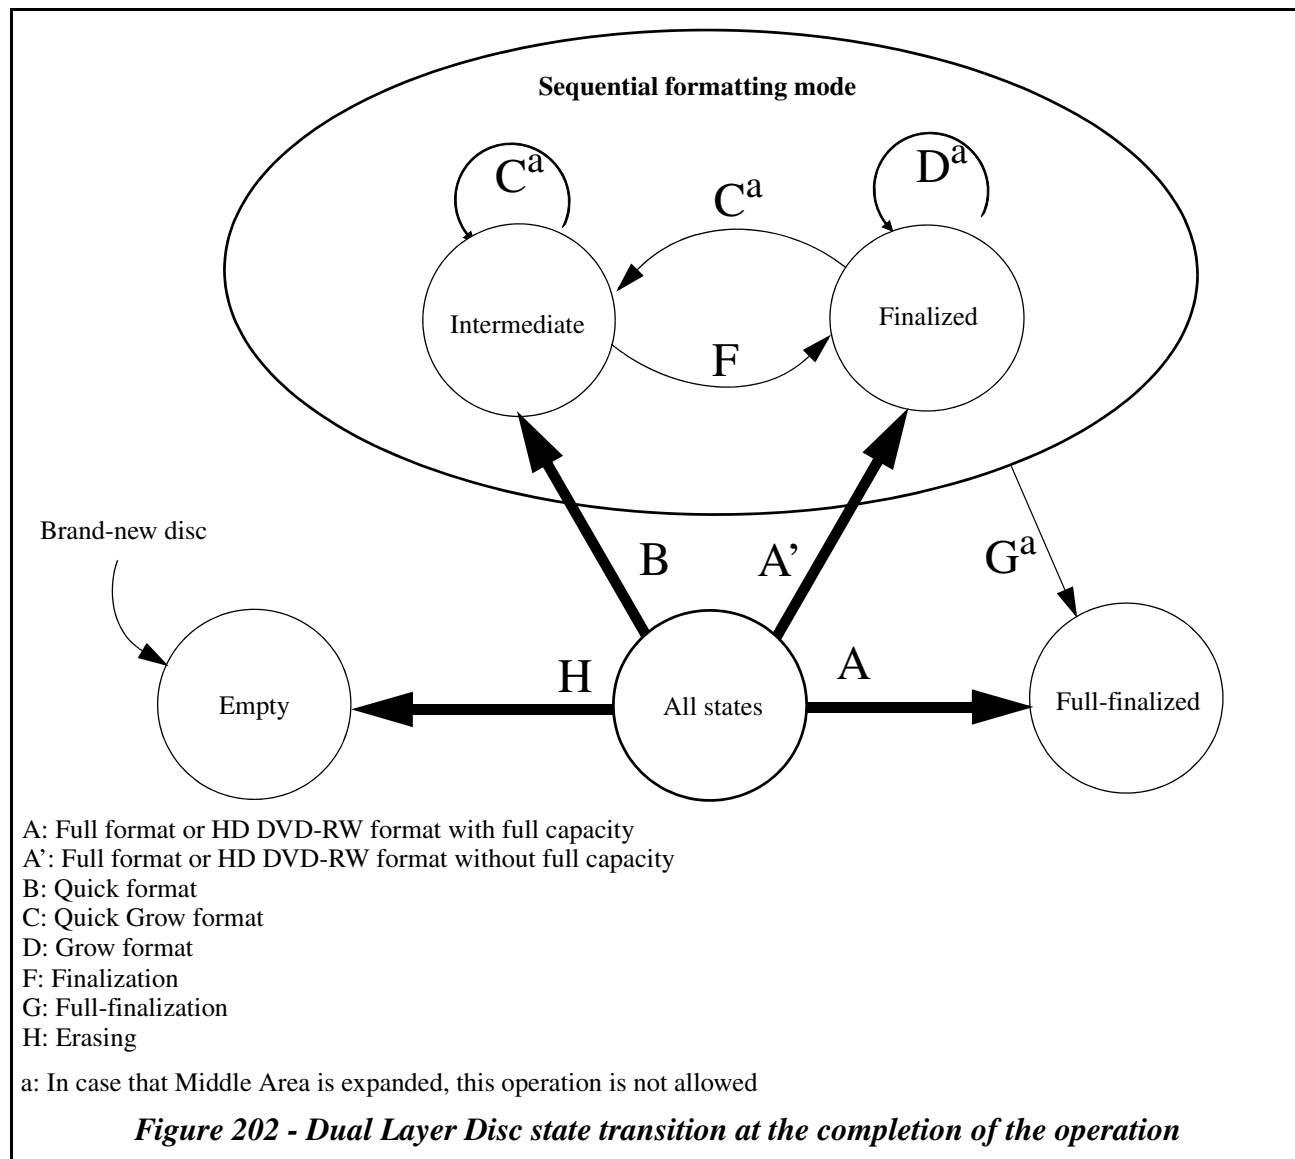 Sequential formatting mode
Cᵃ
Cᵃ
Dᵃ
Intermediate
Finalized
F
Brand-new disc
B
A’
Gᵃ
H
A
Empty
All states
Full-finalized
A: Full format or HD DVD-RW format with full capacity
A’: Full format or HD DVD-RW format without full capacity
B: Quick format
C: Quick Grow format
D: Grow format
F: Finalization
G: Full-finalization
H: Erasing
a: In case that Middle Area is expanded, this operation is not allowed
Figure 202 - Dual Layer Disc state transition at the completion of the operation